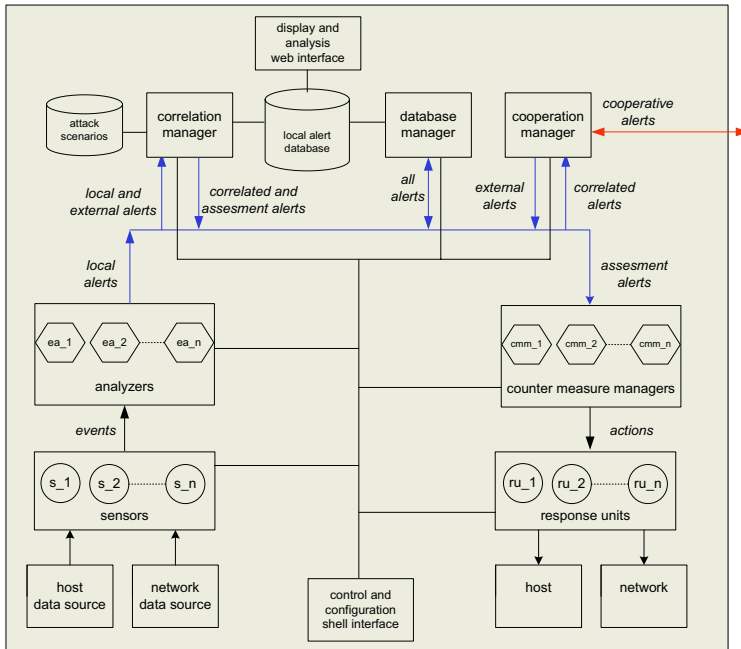 display and
analysis
web interface
attack
scenarios
correlation
manager
local alert
database
database
manager
cooperation
manager
cooperative
alerts
local and
external alerts
correlated and
assesment alerts
all
alerts
external
alerts
correlated
alerts
local
alerts
assesment
alerts
ea_1
ea_2
ea_n
analyzers
cmm_1
cmm_2
cmm_n
counter measure managers
events
actions
s_1
s_2
s_n
sensors
ru_1
ru_2
ru_n
response units
host
data source
network
data source
control and
configuration
shell interface
host
network